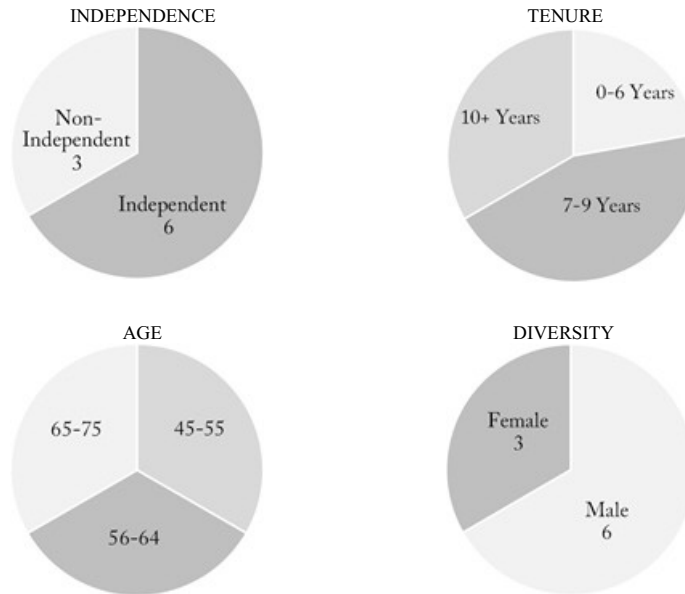 INDEPENDENCE
Non-
Independent
3
Independent
6
TENURE
0-6 Years
10+ Years
7-9 Years
AGE
65-75
45-55
56-64
DIVERSITY
Female
3
Male
6